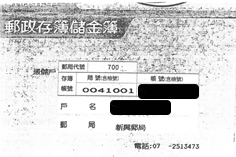 郵政存簿儲金簿
郵局代號 700
存簿帳號 局號(含檢號) 帳號(含檢號)
0041001
戶 名
郵 局 新興郵局
電話:07 -2513473